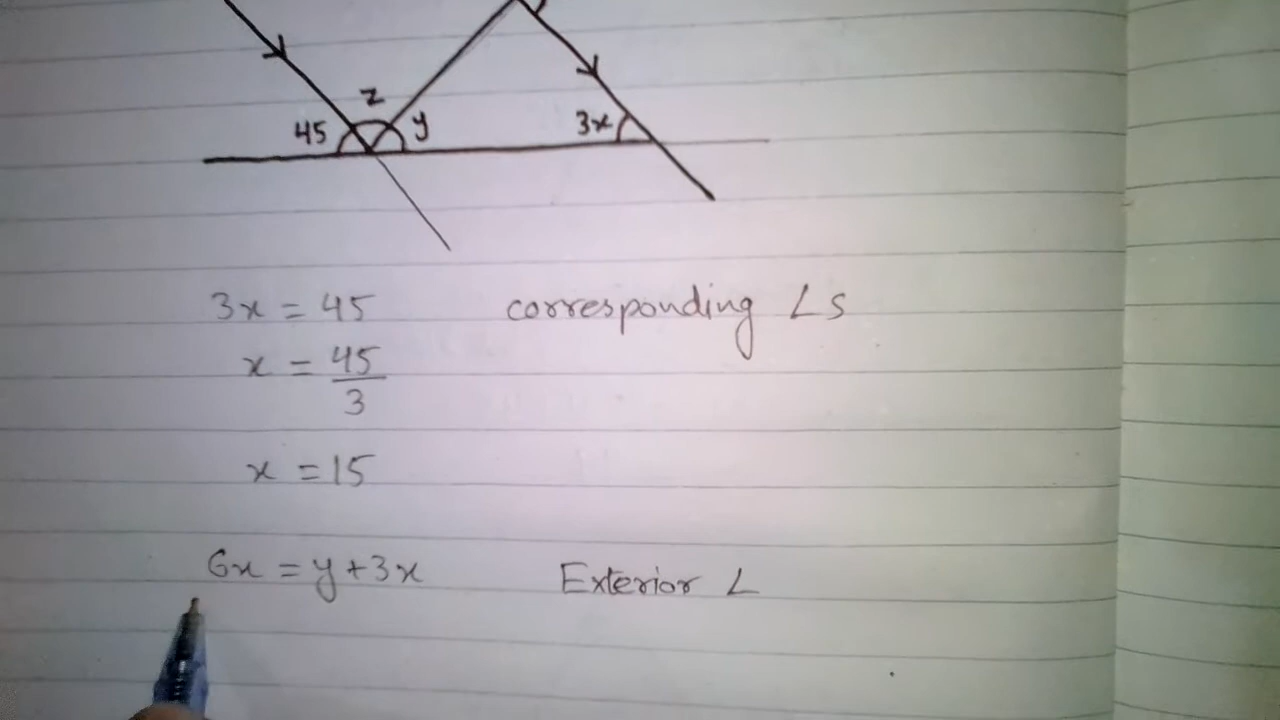 z
45 y 3x
3x = 45 corresponding ∠s
x = 45/3
x = 15
6x = y + 3x Exterior ∠